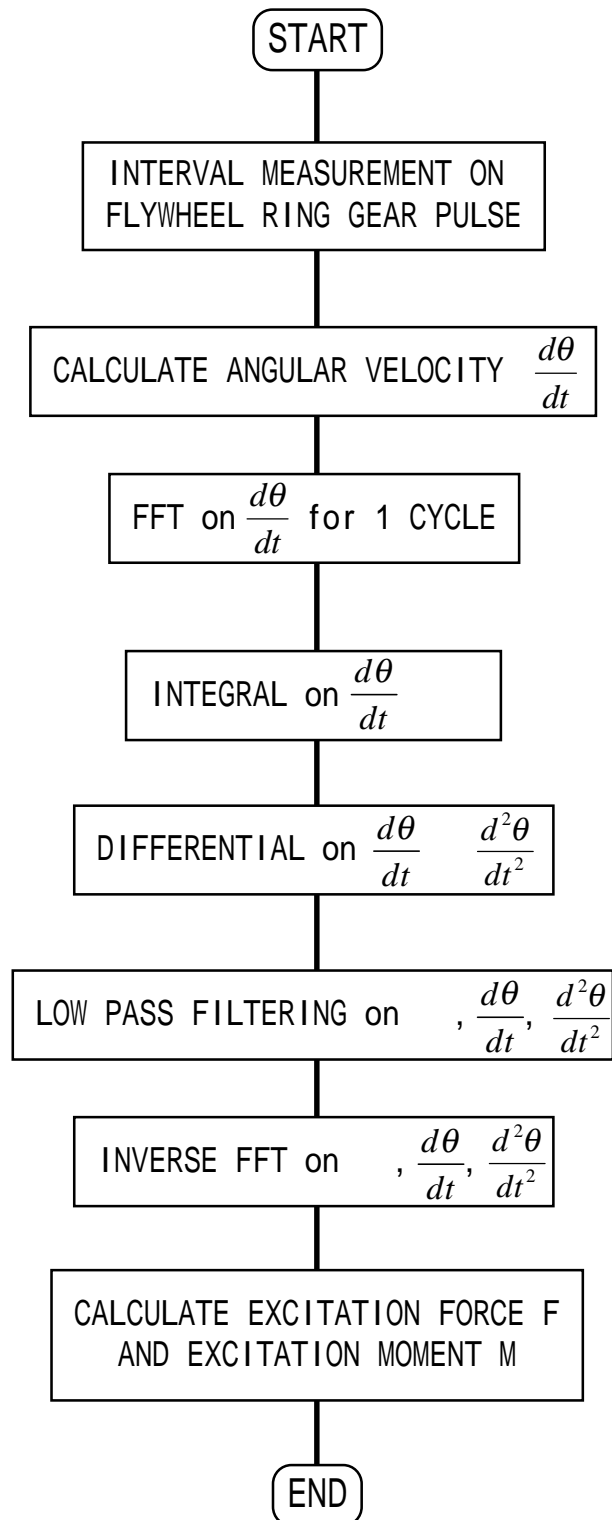 START
INTERVAL MEASUREMENT ON
FLYWHEEL RING GEAR PULSE
CALCULATE ANGULAR VELOCITY dθ/dt
FFT on dθ/dt for 1 CYCLE
INTEGRAL on dθ/dt
DIFFERENTIAL on dθ/dt d²θ/dt²
LOW PASS FILTERING on , dθ/dt, d²θ/dt²
INVERSE FFT on , dθ/dt, d²θ/dt²
CALCULATE EXCITATION FORCE F
AND EXCITATION MOMENT M
END